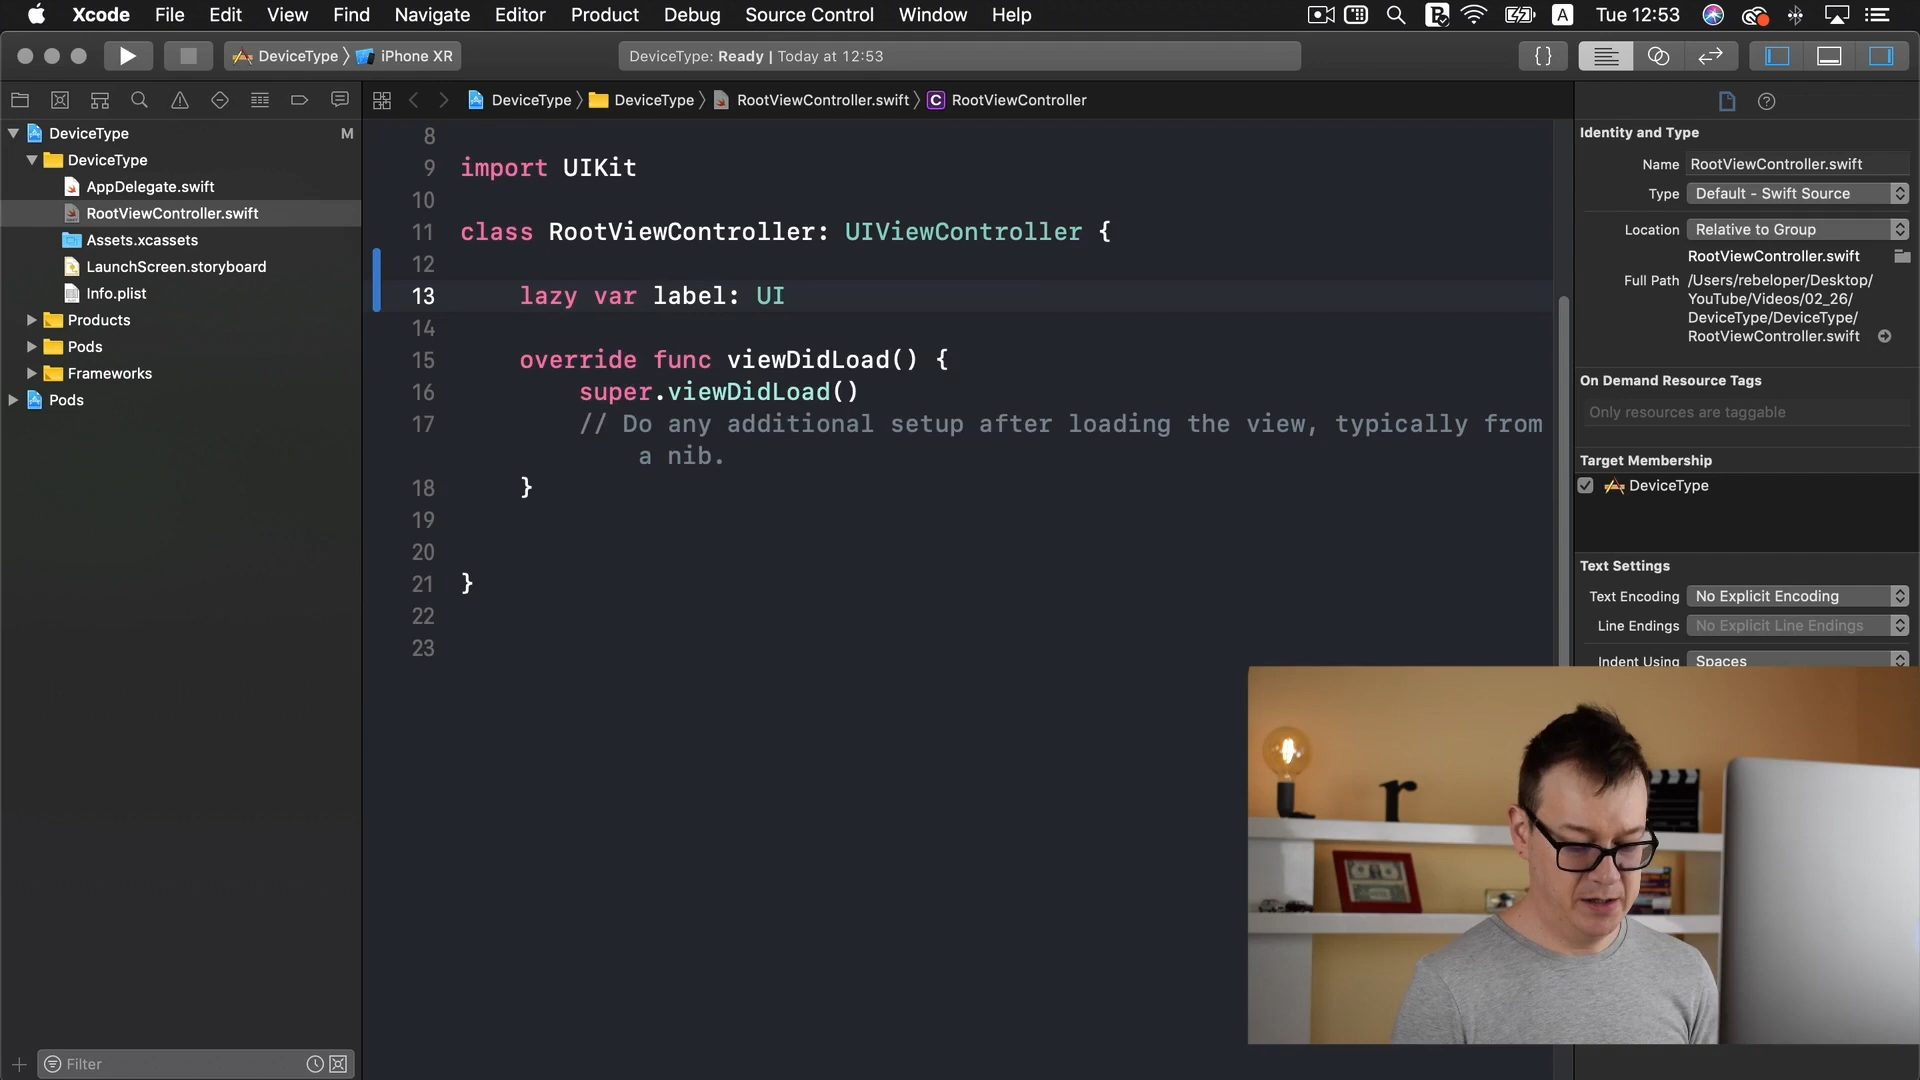 Xcode File Edit View Find Navigate Editor Product Debug Source Control Window Help A Tue 12:53
DeviceType iPhone XR
DeviceType: Ready | Today at 12:53
{}
DeviceType DeviceType RootViewController.swift C RootViewController
DeviceType M
DeviceType
AppDelegate.swift
RootViewController.swift
Assets.xcassets
LaunchScreen.storyboard
Info.plist
Products
Pods
Frameworks
Pods
Filter
8
9 import UIKit
10
11 class RootViewController: UIViewController {
12
13 lazy var label: UI
14
15 override func viewDidLoad() {
16 super.viewDidLoad()
17 // Do any additional setup after loading the view, typically from
a nib.
18 }
19
20
21 }
22
23
Identity and Type
Name RootViewController.swift
Type Default - Swift Source
Location Relative to Group
RootViewController.swift
Full Path /Users/rebeloper/Desktop/
YouTube/Videos/02_26/
DeviceType/DeviceType/
RootViewController.swift
On Demand Resource Tags
Only resources are taggable
Target Membership
DeviceType
Text Settings
Text Encoding No Explicit Encoding
Line Endings No Explicit Line Endings
Indent Using Spaces